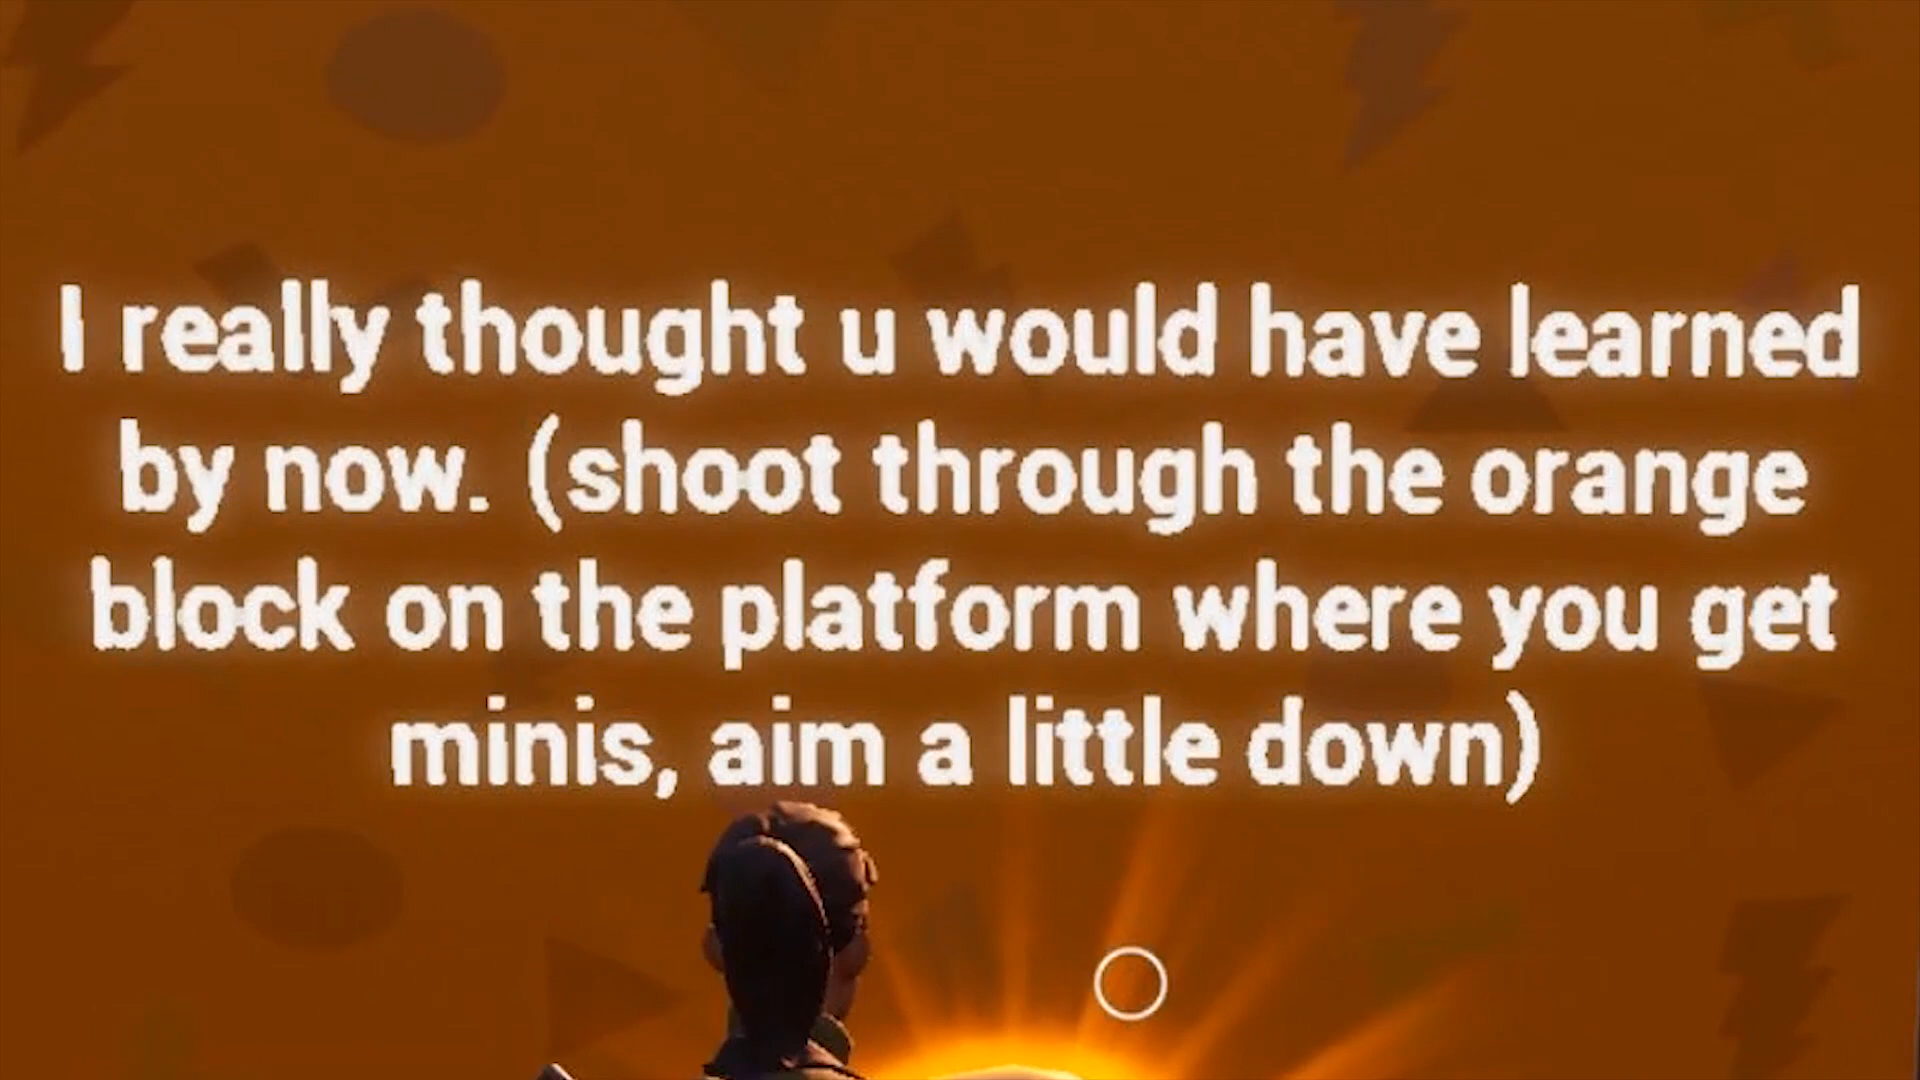 I really thought u would have learned
by now. (shoot through the orange
block on the platform where you get
minis, aim a little down)